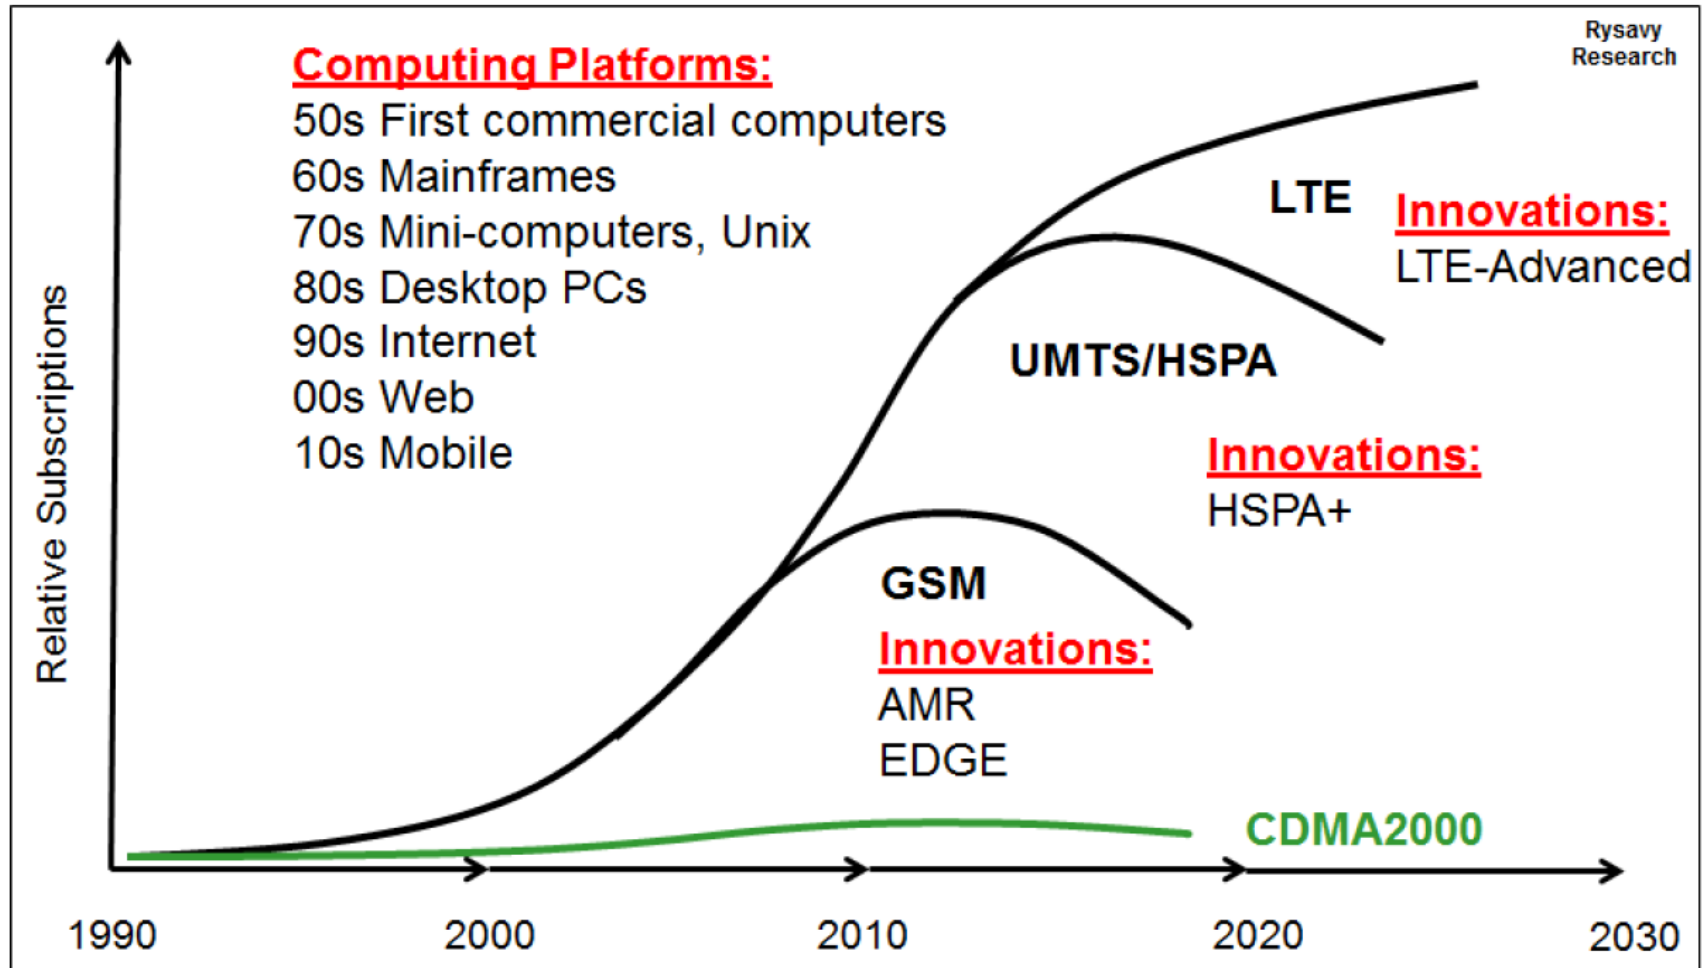 Rysavy
Research
Computing Platforms:
50s First commercial computers
60s Mainframes
70s Mini-computers, Unix
80s Desktop PCs
90s Internet
00s Web
10s Mobile
LTE
Innovations:
LTE-Advanced
UMTS/HSPA
Innovations:
HSPA+
GSM
Innovations:
AMR
EDGE
CDMA2000
Relative Subscriptions
1990
2000
2010
2020
2030